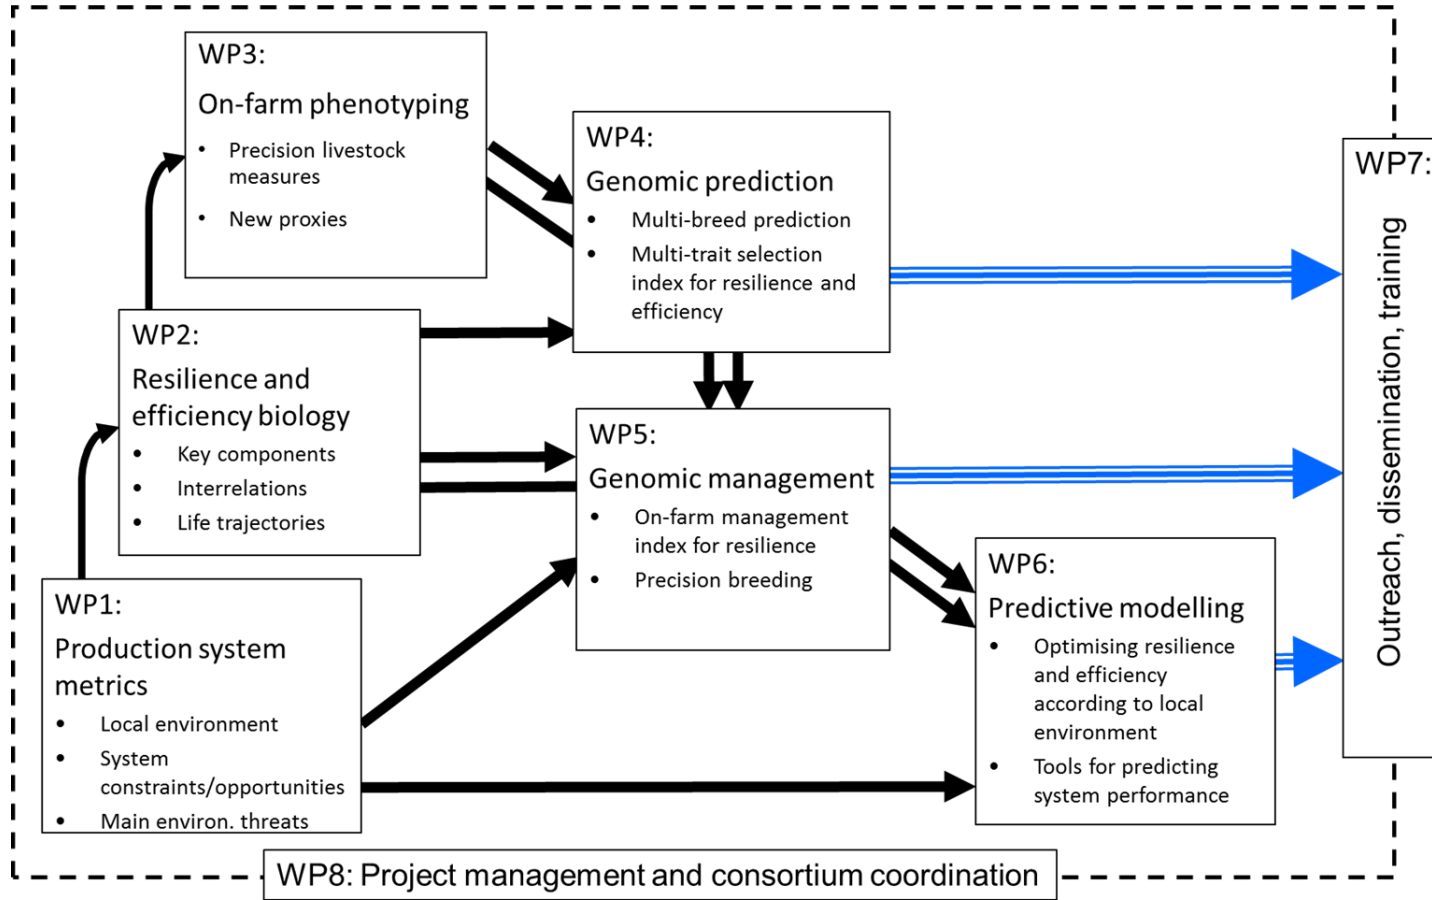 WP3:
On-farm phenotyping
• Precision livestock
measures
• New proxies
WP4:
Genomic prediction
• Multi-breed prediction
• Multi-trait selection
index for resilience and
efficiency
WP7:
Outreach, dissemination, training
WP2:
Resilience and
efficiency biology
• Key components
• Interrelations
• Life trajectories
WP5:
Genomic management
• On-farm management
index for resilience
• Precision breeding
WP1:
Production system
metrics
• Local environment
• System
constraints/opportunities
• Main environ. threats
WP6:
Predictive modelling
• Optimising resilience
and efficiency
according to local
environment
• Tools for predicting
system performance
WP8: Project management and consortium coordination